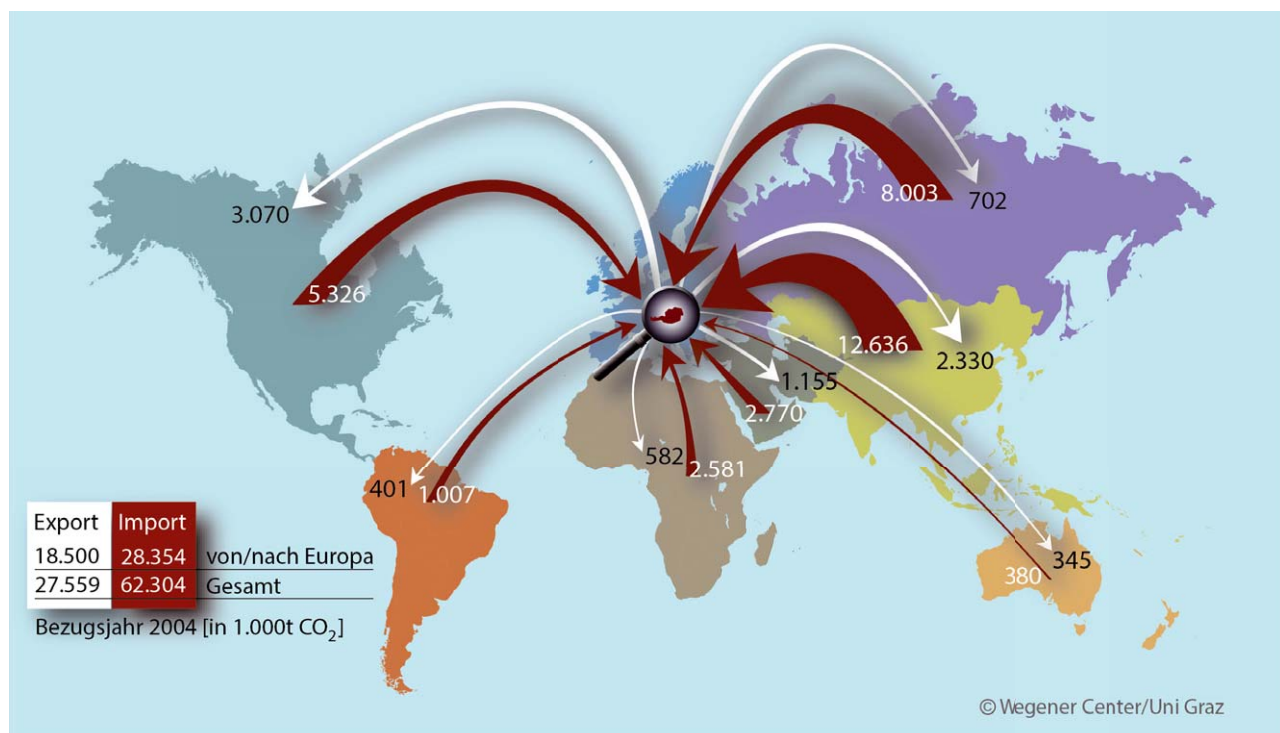 3.070
5.326
8.003
702
12.636
2.330
1.155
2.770
582
2.581
401
1.007
345
380
Export Import
18.500 28.354 von/nach Europa
27.559 62.304 Gesamt
Bezugsjahr 2004 [in 1.000t CO₂]
© Wegener Center/Uni Graz